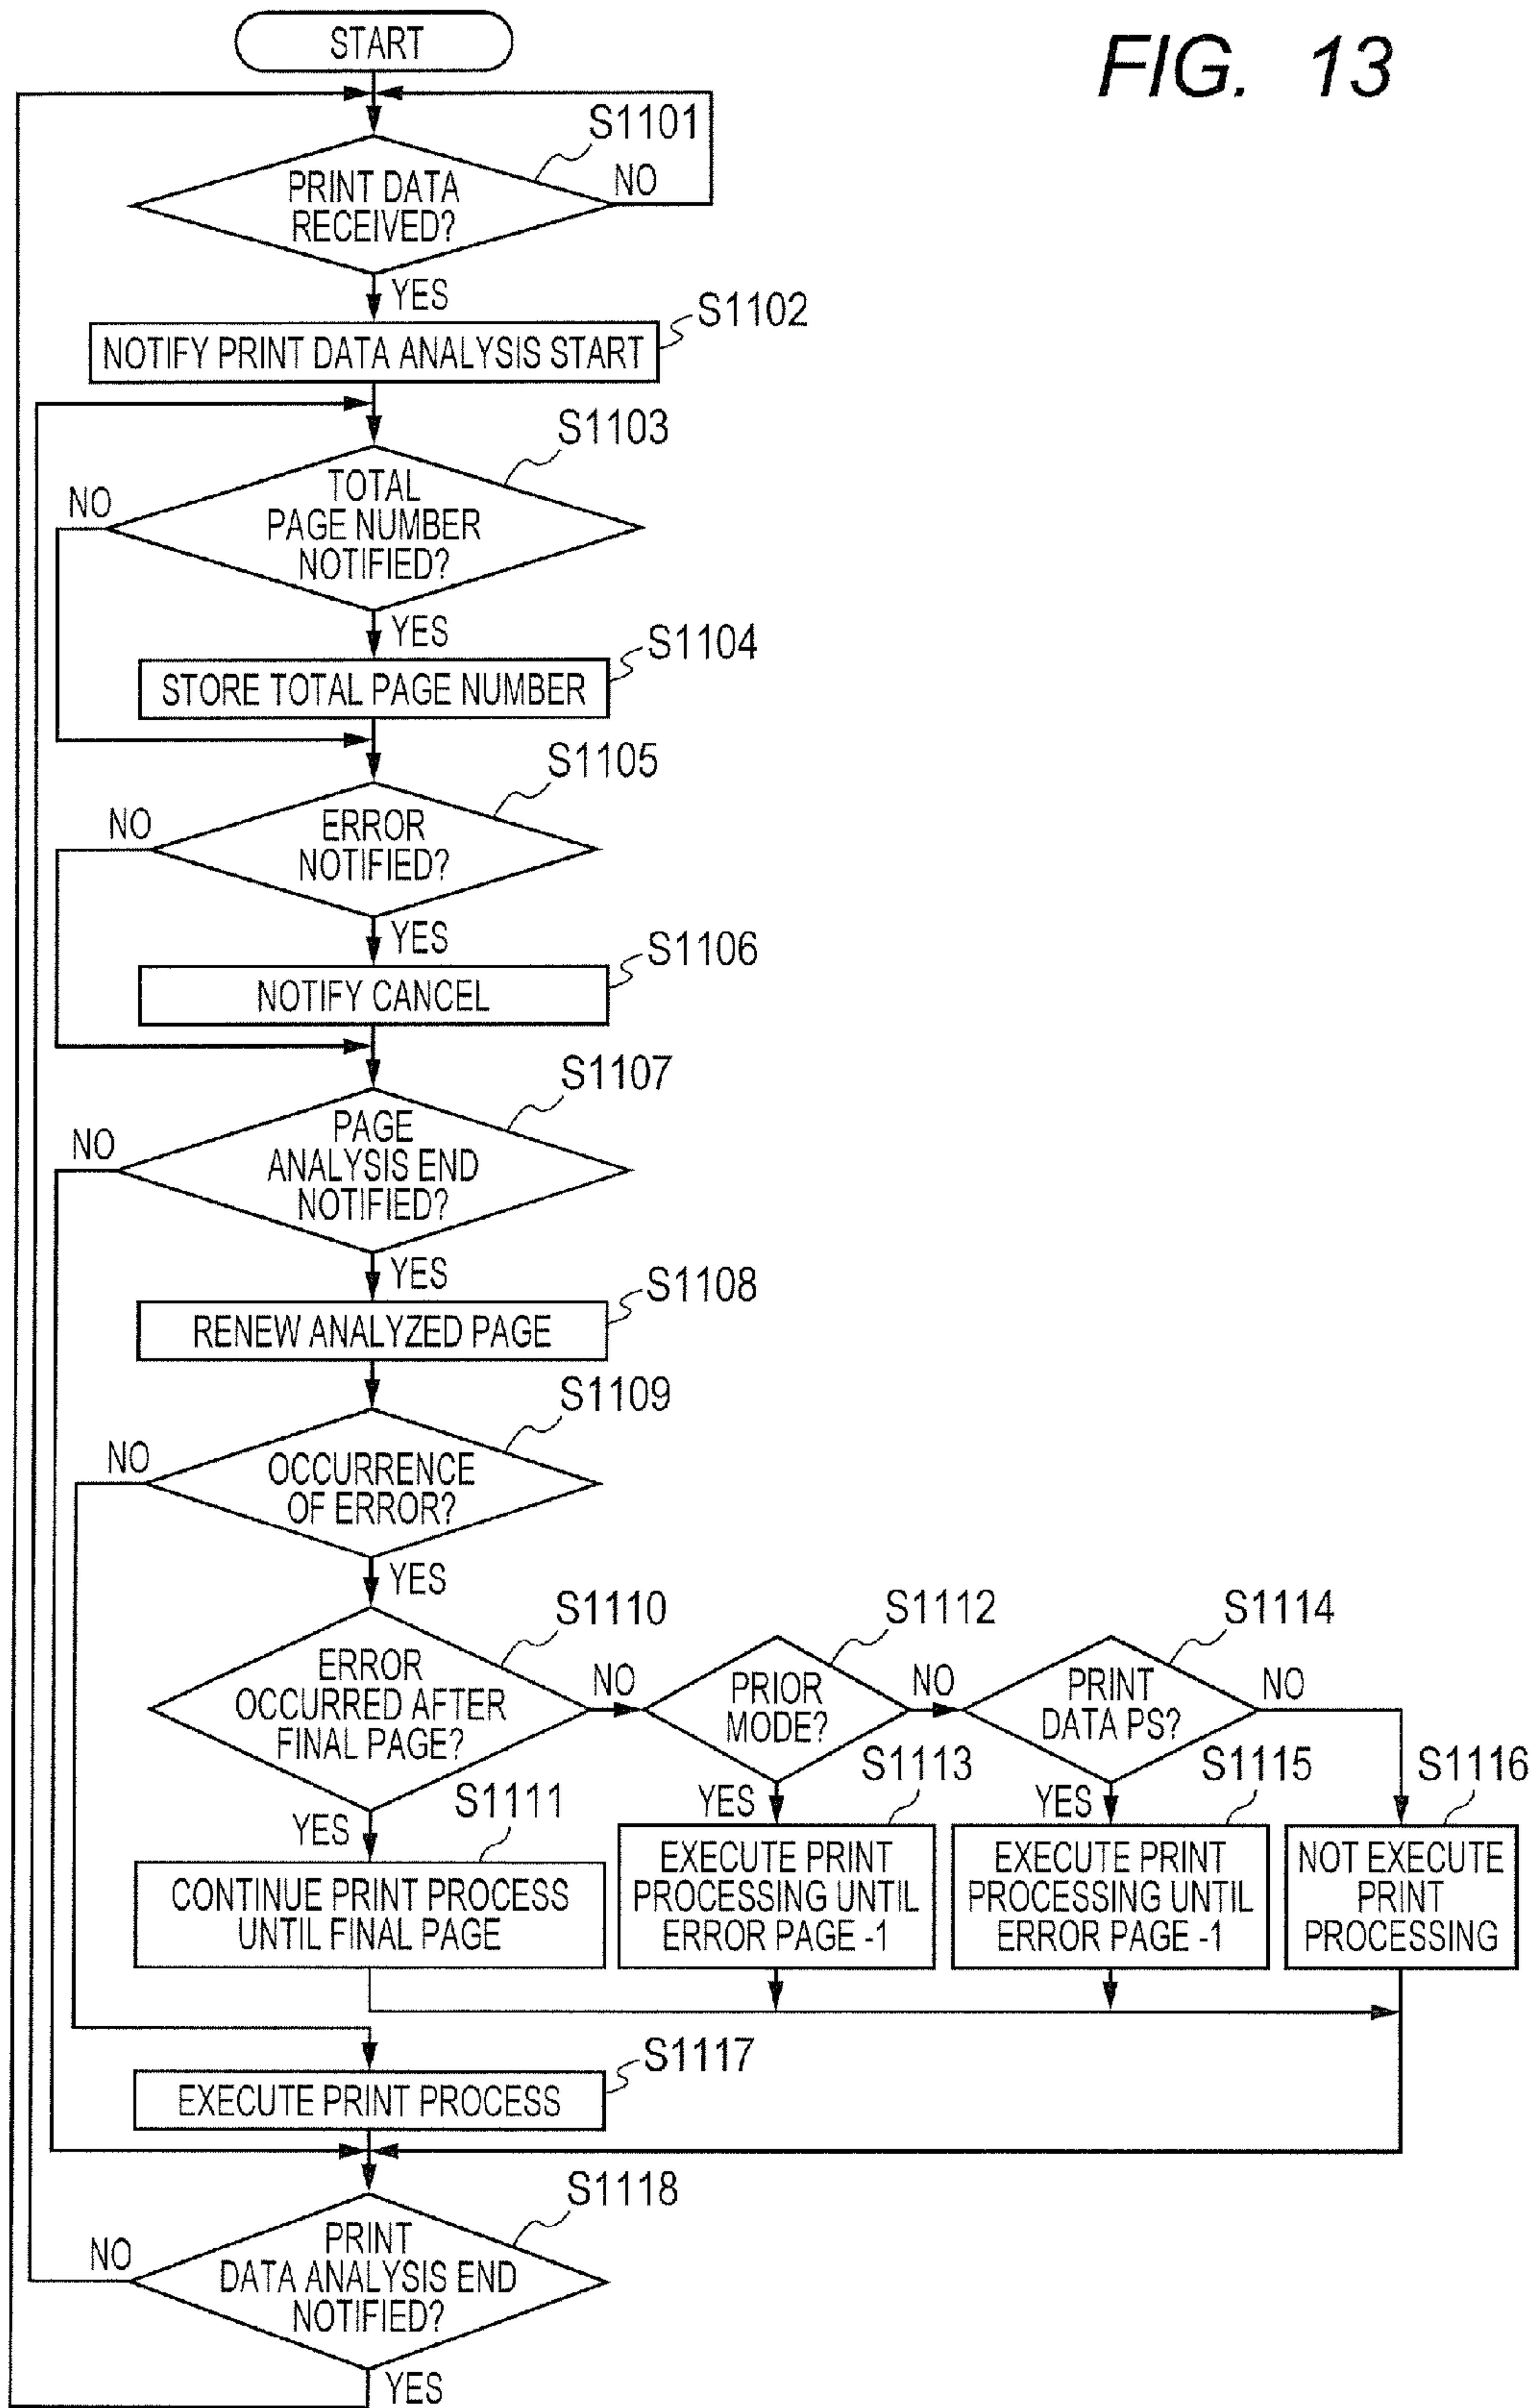 FIG. 13
START
S1101
PRINT DATA
RECEIVED?
NO
YES
S1102
NOTIFY PRINT DATA ANALYSIS START
S1103
TOTAL
PAGE NUMBER
NOTIFIED?
NO
YES
S1104
STORE TOTAL PAGE NUMBER
S1105
ERROR
NOTIFIED?
NO
YES
S1106
NOTIFY CANCEL
S1107
PAGE
ANALYSIS END
NOTIFIED?
NO
YES
S1108
RENEW ANALYZED PAGE
S1109
OCCURRENCE
OF ERROR?
NO
YES
S1110
ERROR
OCCURRED AFTER
FINAL PAGE?
NO
YES
S1111
CONTINUE PRINT PROCESS
UNTIL FINAL PAGE
S1112
PRIOR
MODE?
NO
YES
S1113
EXECUTE PRINT
PROCESSING UNTIL
ERROR PAGE -1
S1114
PRINT
DATA PS?
NO
YES
S1115
EXECUTE PRINT
PROCESSING UNTIL
ERROR PAGE -1
S1116
NOT EXECUTE
PRINT
PROCESSING
S1117
EXECUTE PRINT PROCESS
S1118
PRINT
DATA ANALYSIS END
NOTIFIED?
NO
YES